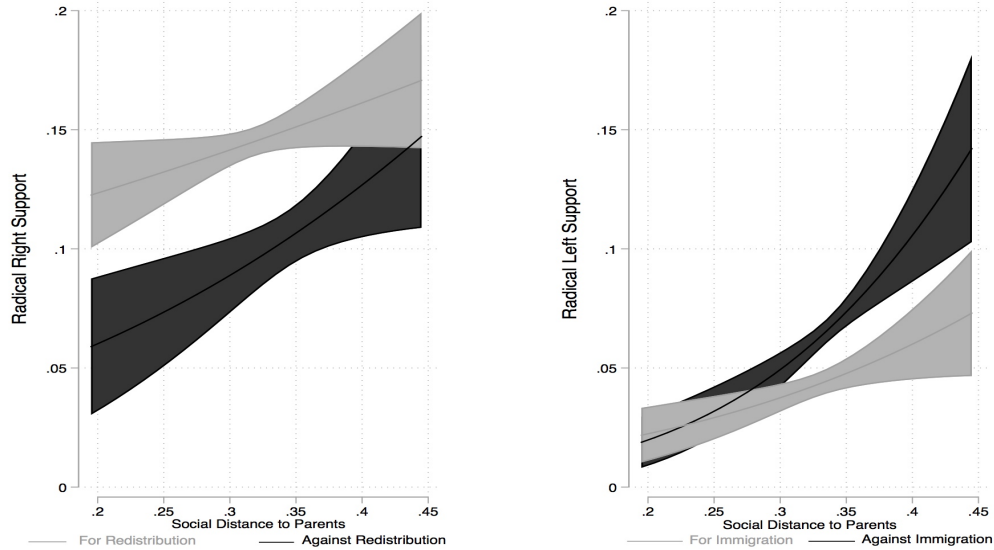 .2
.15
.1
.05
0
Radical Right Support
.2 .25 .3 .35 .4 .45
Social Distance to Parents
For Redistribution Against Redistribution
.2
.15
.1
.05
0
Radical Left Support
.2 .25 .3 .35 .4 .45
Social Distance to Parents
For Immigration Against Immigration